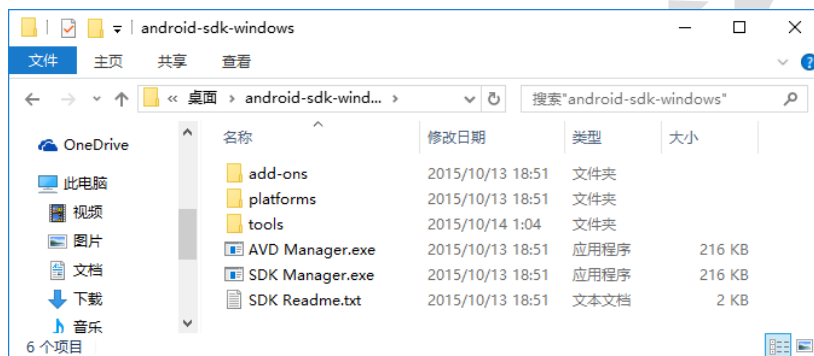 android-sdk-windows
文件 主页 共享 查看
« 桌面 › android-sdk-wind... › 搜索"android-sdk-windows"
名称 修改日期 类型 大小
OneDrive
此电脑
视频
图片
文档
下载
音乐
add-ons 2015/10/13 18:51 文件夹
platforms 2015/10/13 18:51 文件夹
tools 2015/10/14 1:04 文件夹
AVD Manager.exe 2015/10/13 18:51 应用程序 216 KB
SDK Manager.exe 2015/10/13 18:51 应用程序 216 KB
SDK Readme.txt 2015/10/13 18:51 文本文档 2 KB
6 个项目